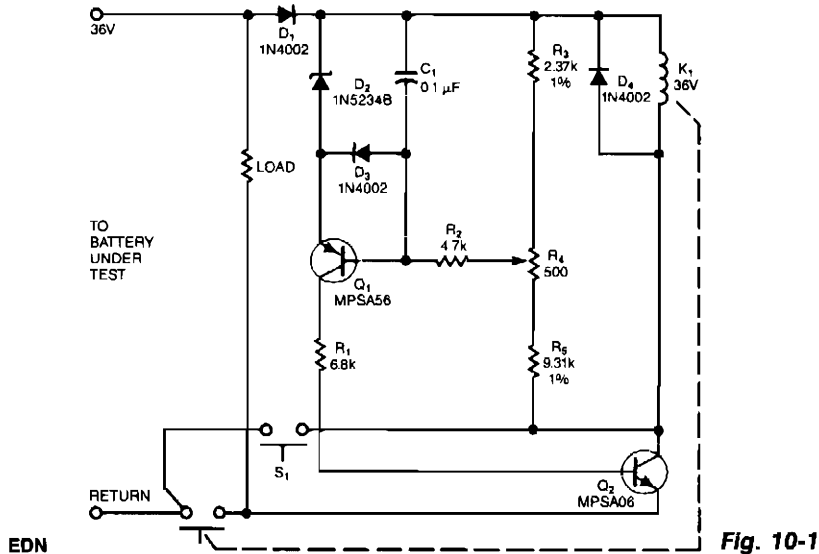 36V
D1
1N4002
D2
1N5234B
C1
0.1 µF
R3
2.37k
1%
D4
1N4002
K1
36V
LOAD
D3
1N4002
TO
BATTERY
UNDER
TEST
R2
4.7k
R4
500
Q1
MPSA56
R1
6.8k
R5
9.31k
1%
S1
RETURN
Q2
MPSA06
EDN
Fig. 10-1